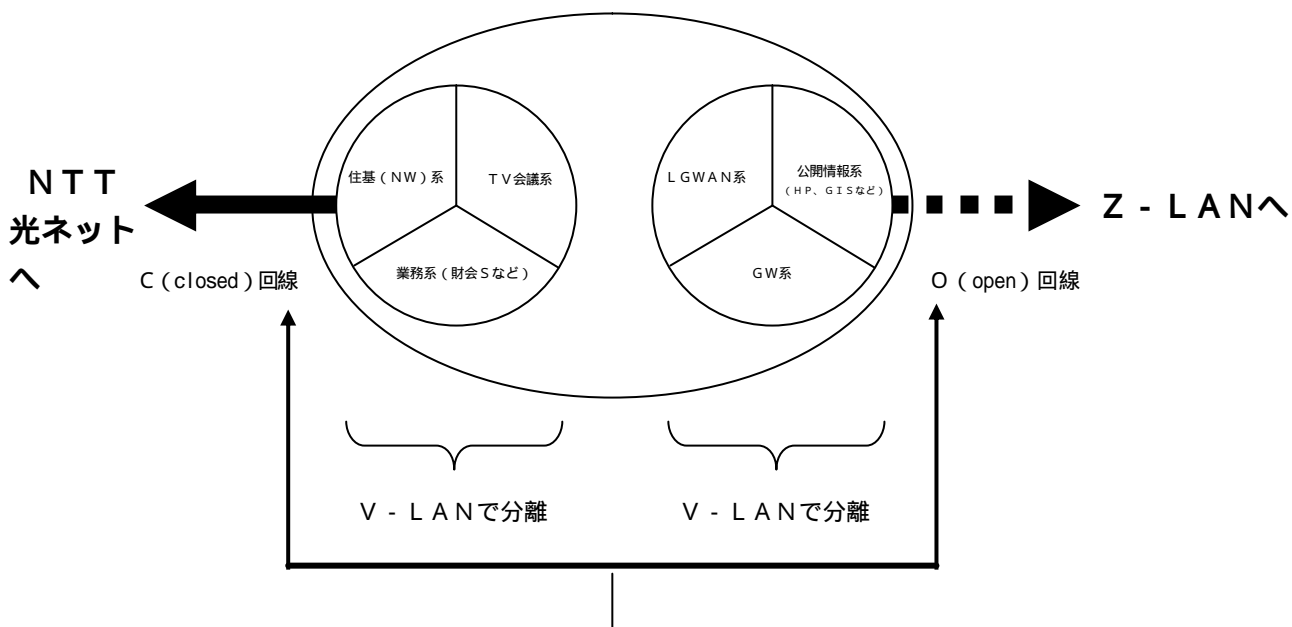 NTT
光ネット
へ
C(closed)回線
住基(NW)系
TV会議系
業務系(財会Sなど)
LGWAN系
公開情報系
(HP、GISなど)
GW系
Z-LANへ
O(open)回線
V-LANで分離
V-LANで分離